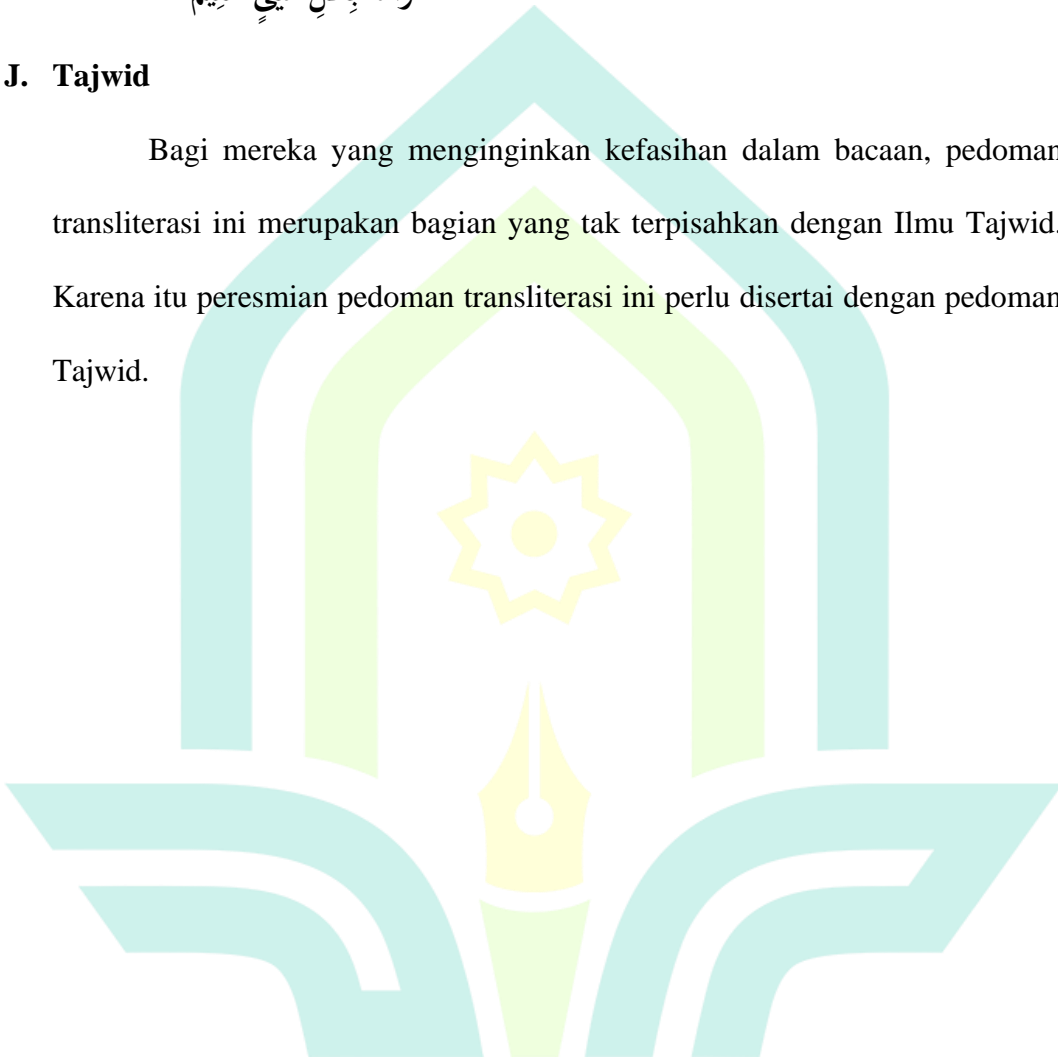 J. Tajwid
Bagi mereka yang menginginkan kefasihan dalam bacaan, pedoman
transliterasi ini merupakan bagian yang tak terpisahkan dengan Ilmu Tajwid.
Karena itu peresmian pedoman transliterasi ini perlu disertai dengan pedoman
Tajwid.